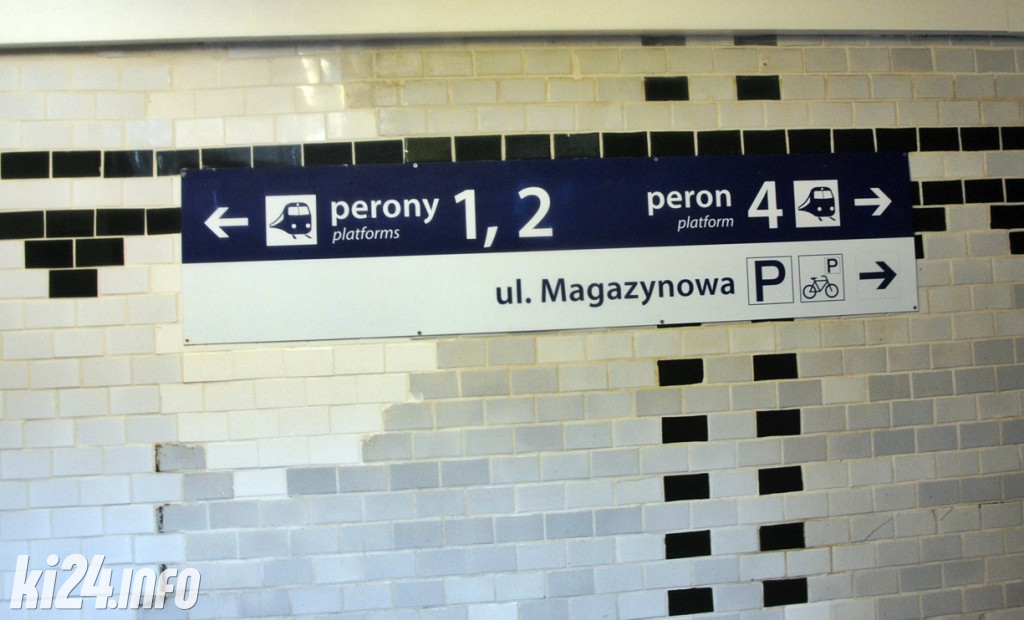 perony 1, 2
platforms
peron 4
platform
ul. Magazynowa P P
ki24.info